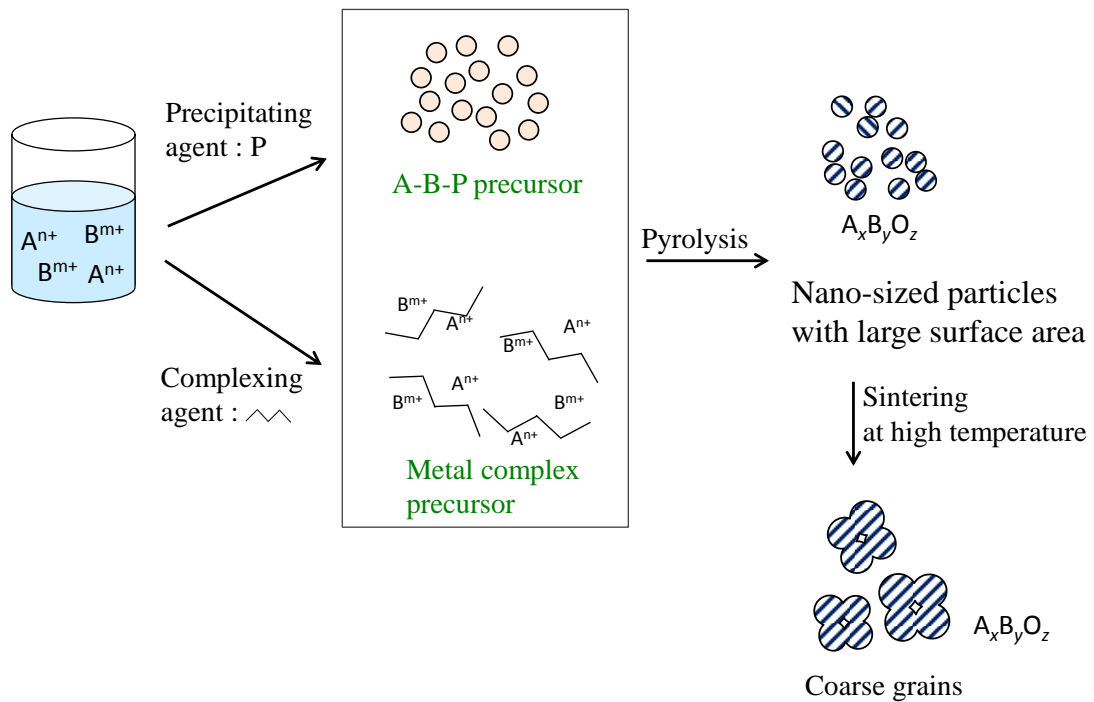 Precipitating
agent : P
Aⁿ⁺ Bᵐ⁺
Bᵐ⁺ Aⁿ⁺
Complexing
agent :
A-B-P precursor
Bᵐ⁺ Aⁿ⁺
Bᵐ⁺ Aⁿ⁺
Bᵐ⁺ Aⁿ⁺
Aⁿ⁺ Bᵐ⁺
Metal complex
precursor
Pyrolysis
AₓBᵧO𝓏
Nano-sized particles
with large surface area
Sintering
at high temperature
AₓBᵧO𝓏
Coarse grains